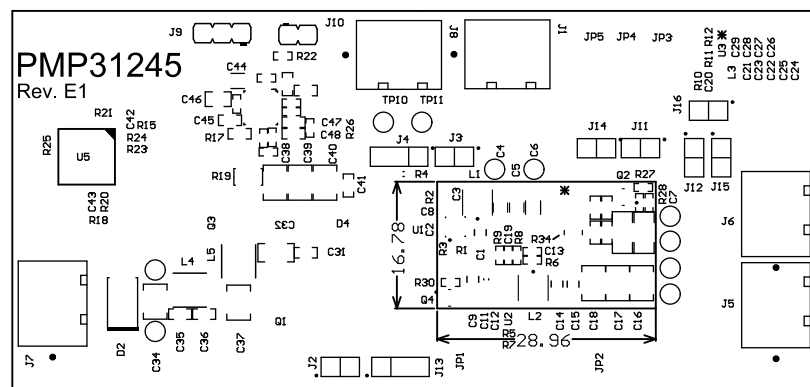 J9
J10
J8
J1
JP5
JP4
JP3
R12
R11
R10
C20
U3
L3
C29
C28
C27
C26
C21
C23
C22
C25
C24
PMP31245
Rev. E1
R22
C44
C46
C45
R17
TP10
TP11
J16
R21
C42
R15
R24
R23
R25
U5
C43
R20
R18
C47
C48
R26
C38
C39
C40
C41
R19
J4
J3
R4
L1
C4
C5
C6
J14
J11
J12
J15
Q2
R27
R28
C7
R2
C8
C3
U1
C2
R3
R1
C1
R9
C19
R8
R34
C13
R6
16.78
Q3
C32
D4
C31
L4
L5
J6
J5
J7
D2
C34
C35
C36
C37
Q1
R30
Q4
C9
C11
C12
U2
L2
C14
C15
C18
C17
C16
R5
R7
28.96
J2
J13
JP1
JP2